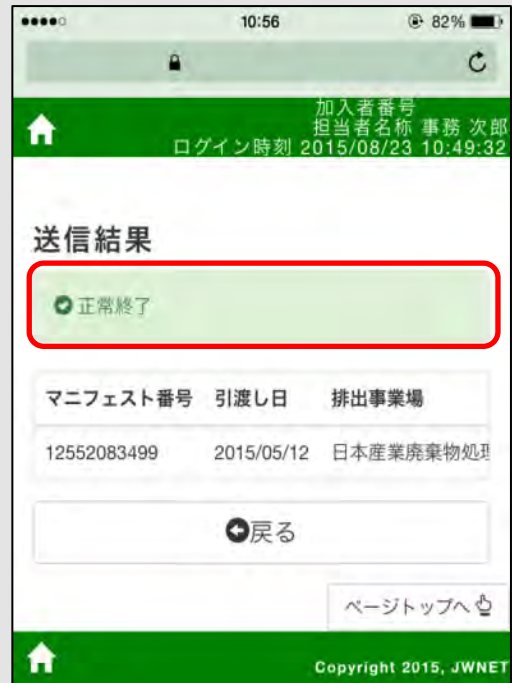 10:56
82%
加入者番号
担当者名称 事務 次郎
ログイン時刻 2015/08/23 10:49:32
送信結果
正常終了
マニフェスト番号 引渡し日 排出事業場
12552083499 2015/05/12 日本産業廃棄物処理
戻る
ページトップへ
Copyright 2015, JWNET